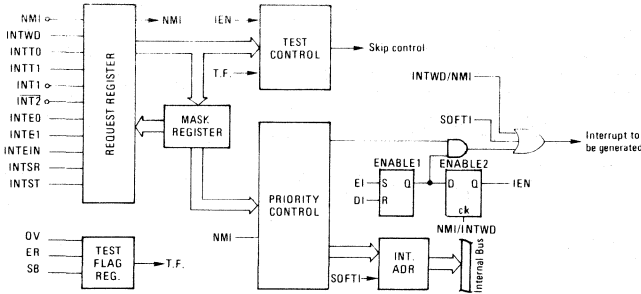 NMI
INTWD
INTT0
INTT1
INT1
INT2
INTE0
INTE1
INTEIN
INTSR
INTST
REQUEST REGISTER
NMI
IEN
TEST
CONTROL
Skip control
T.F.
MASK
REGISTER
INTWD/NMI
SOFTI
Interrupt to
be generated
PRIORITY
CONTROL
NMI
ENABLE1
EI
S
Q
DI
R
ENABLE2
D
Q
IEN
ck
NMI/INTWD
INT.
ADR
SOFTI
Internal Bus
OV
ER
SB
TEST
FLAG
REG.
T.F.